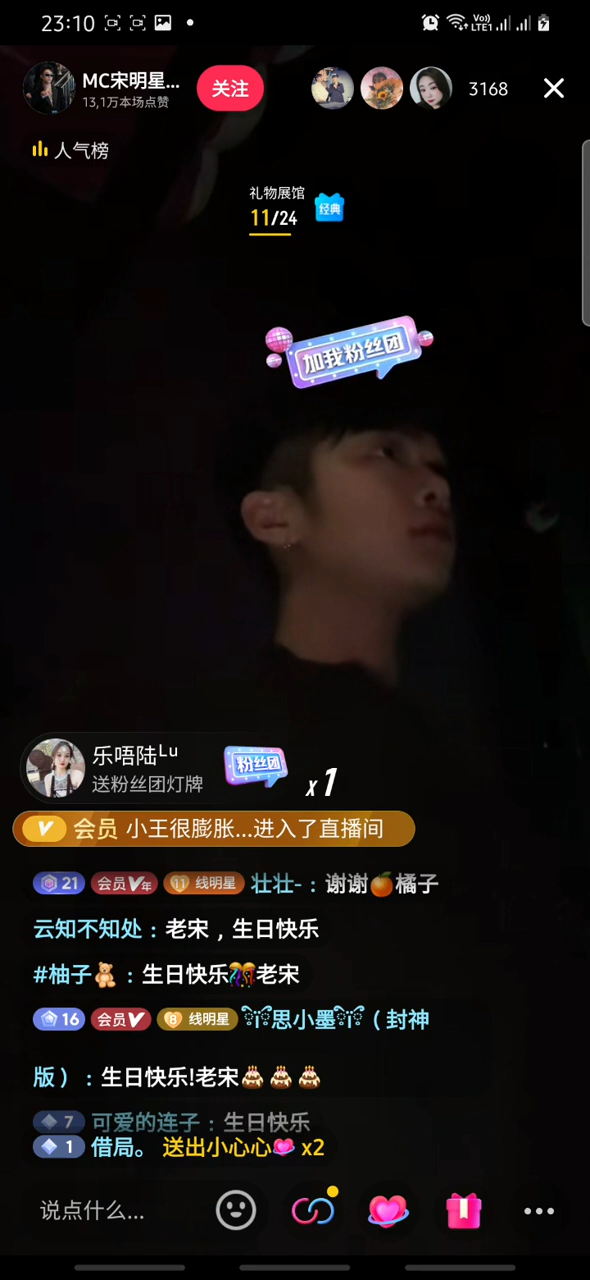 23:10
Vo))
LTE1
MC宋明星...
13,1万本场点赞
关注
3168
人气榜
礼物展馆
11/24
经典
加我粉丝团
乐唔陆Lu
送粉丝团灯牌
粉丝团
x1
V 会员 小王很膨胀...进入了直播间
21 会员V年 11 线明星 壮壮-：谢谢🍊橘子
云知不知处：老宋，生日快乐
#柚子🧸：生日快乐🎊老宋
16 会员V 8 线明星 思小墨（封神
版）：生日快乐!老宋🎂🎂🎂
7 可爱的连子：生日快乐
1 借局。 送出小心心 x2
说点什么...